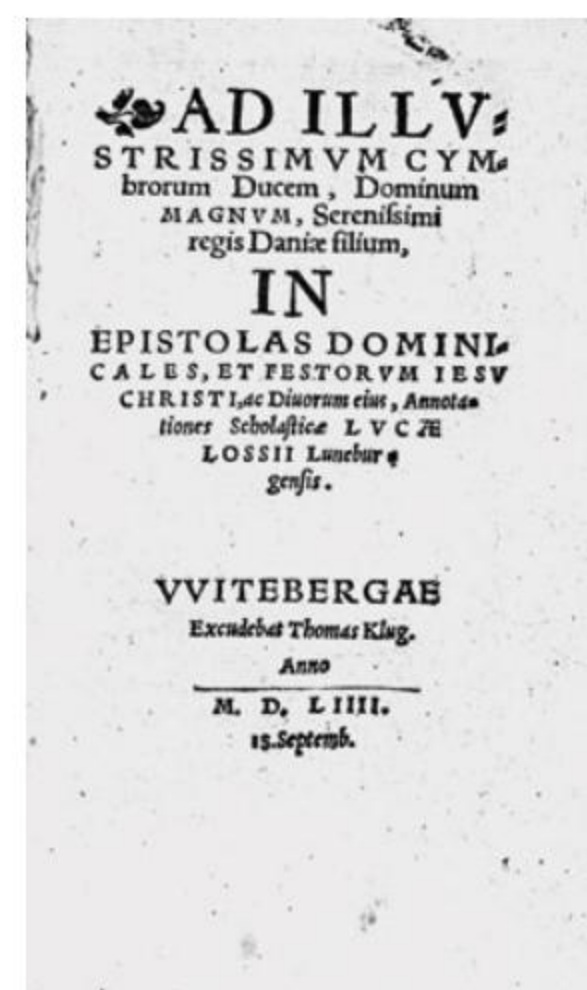 AD ILLV⸗
STRISSIMVM CYM⸗
brorum Ducem, Dominum
MAGNVM, Sereniſsimi
regis Daniæ filium,
IN
EPISTOLAS DOMINI⸗
CALES, ET FESTORVM IESV
CHRISTI, ac Diuorum eius, Annota⸗
tiones Scholaſticæ LVCÆ
LOSSII Lunebur⸗
genſis.
VVITEBERGAE
Excudebat Thomas Klug.
Anno
M. D. LIIII.
15. Septemb.